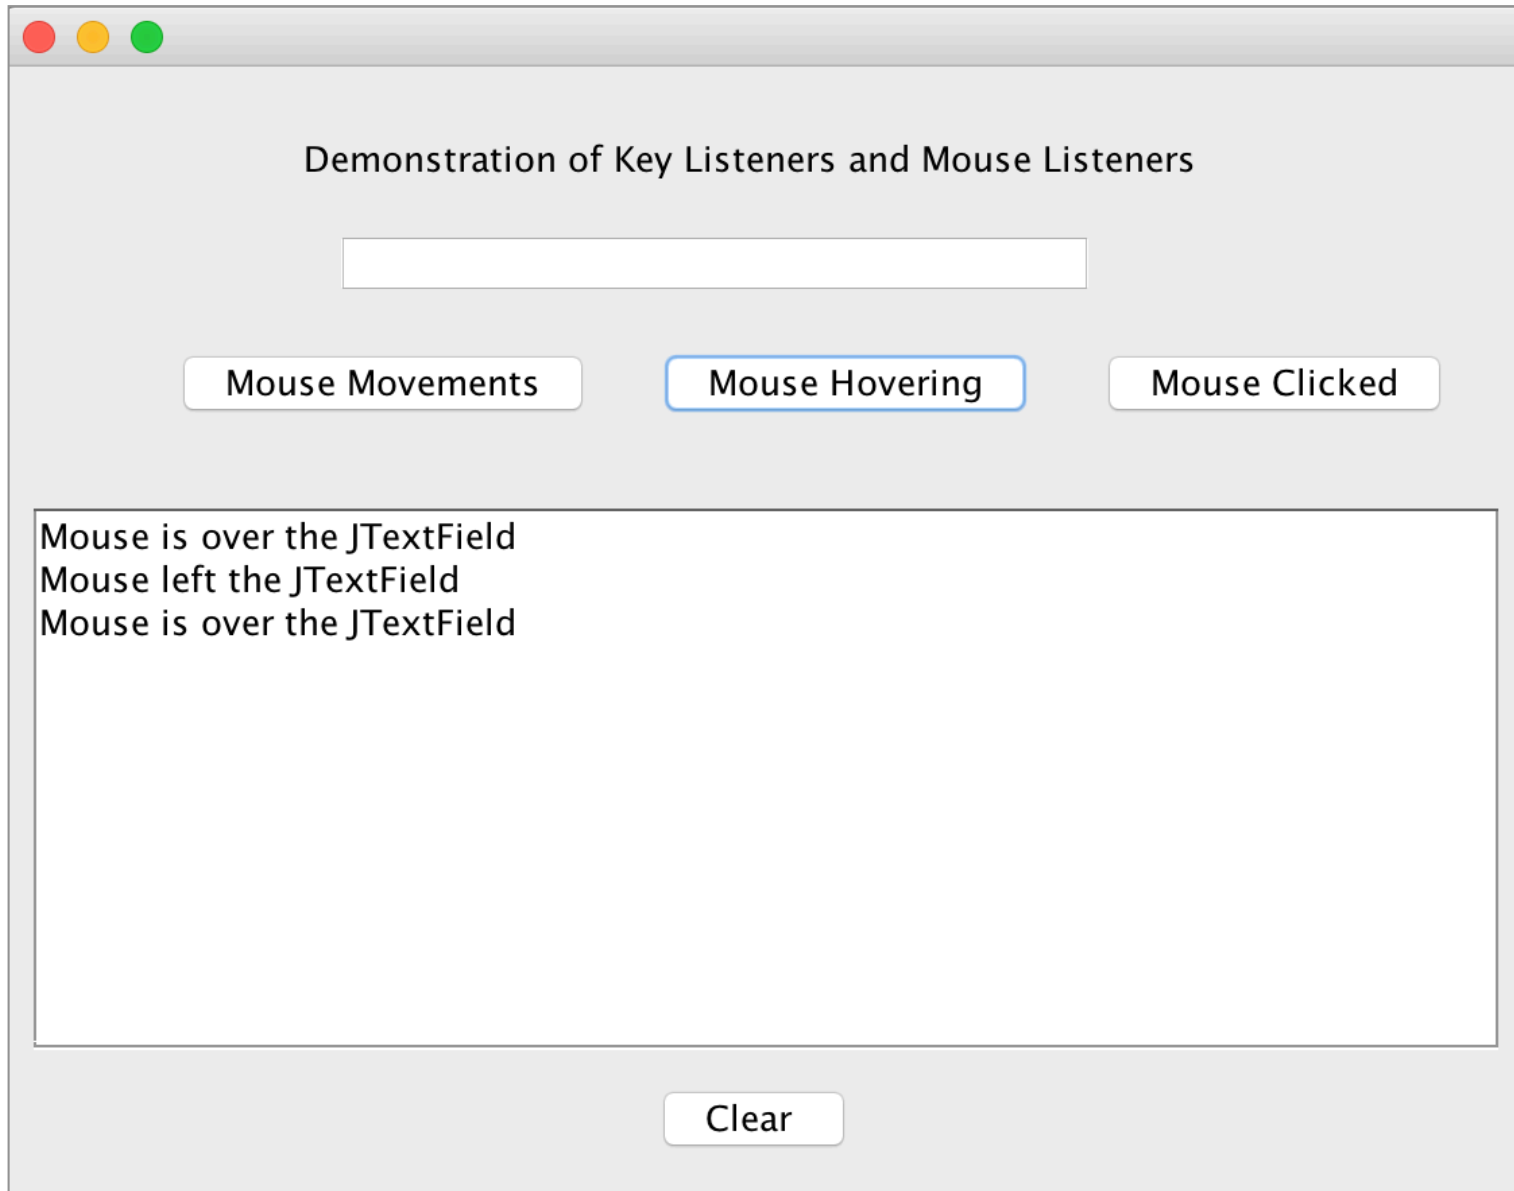 Demonstration of Key Listeners and Mouse Listeners
Mouse Movements
Mouse Hovering
Mouse Clicked
Mouse is over the JTextField
Mouse left the JTextField
Mouse is over the JTextField
Clear